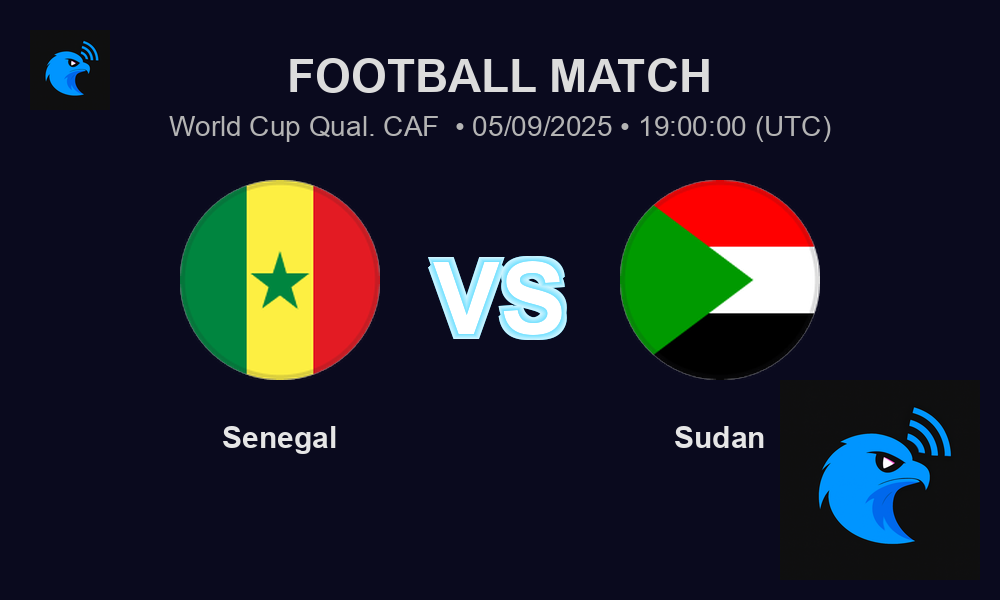 FOOTBALL MATCH
World Cup Qual. CAF • 05/09/2025 • 19:00:00 (UTC)
VS
Senegal
Sudan